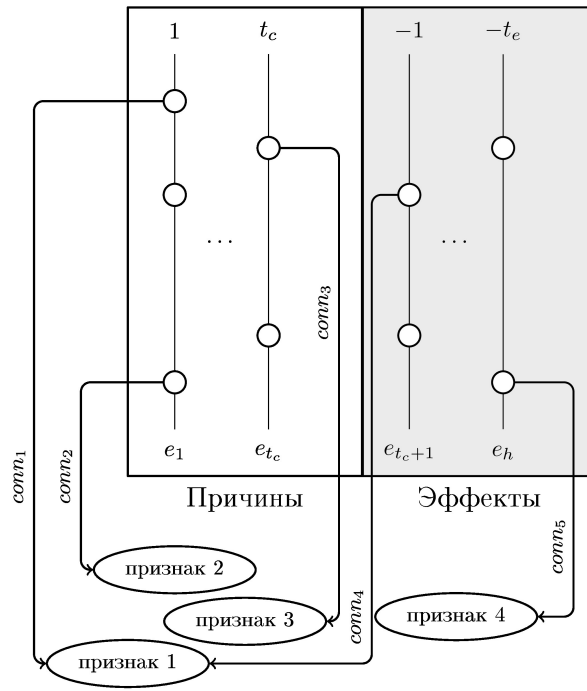 1 t_c −1 −t_e
conn_1
. . . . . .
conn_3
e_1 e_{t_c} e_{t_c+1} e_h
conn_2
Причины Эффекты
conn_5
признак 2
conn_4
признак 3 признак 4
признак 1